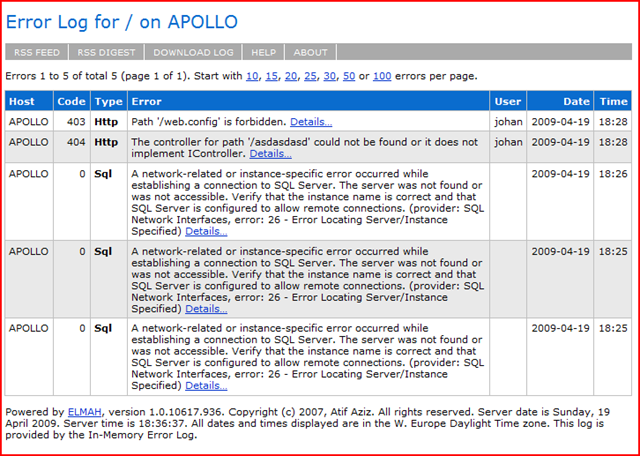 Error Log for / on APOLLO
RSS FEED RSS DIGEST DOWNLOAD LOG HELP ABOUT
Errors 1 to 5 of total 5 (page 1 of 1). Start with 10, 15, 20, 25, 30, 50 or 100 errors per page.
Host Code Type Error User Date Time
APOLLO 403 Http Path '/web.config' is forbidden. Details... johan 2009-04-19 18:28
APOLLO 404 Http The controller for path '/asdasdasd' could not be found or it does not johan 2009-04-19 18:28
implement IController. Details...
APOLLO 0 Sql A network-related or instance-specific error occurred while 2009-04-19 18:26
establishing a connection to SQL Server. The server was not found or
was not accessible. Verify that the instance name is correct and that
SQL Server is configured to allow remote connections. (provider: SQL
Network Interfaces, error: 26 - Error Locating Server/Instance
Specified) Details...
APOLLO 0 Sql A network-related or instance-specific error occurred while 2009-04-19 18:25
establishing a connection to SQL Server. The server was not found or
was not accessible. Verify that the instance name is correct and that
SQL Server is configured to allow remote connections. (provider: SQL
Network Interfaces, error: 26 - Error Locating Server/Instance
Specified) Details...
APOLLO 0 Sql A network-related or instance-specific error occurred while 2009-04-19 18:25
establishing a connection to SQL Server. The server was not found or
was not accessible. Verify that the instance name is correct and that
SQL Server is configured to allow remote connections. (provider: SQL
Network Interfaces, error: 26 - Error Locating Server/Instance
Specified) Details...
Powered by ELMAH, version 1.0.10617.936. Copyright (c) 2007, Atif Aziz. All rights reserved. Server date is Sunday, 19
April 2009. Server time is 18:36:37. All dates and times displayed are in the W. Europe Daylight Time zone. This log is
provided by the In-Memory Error Log.